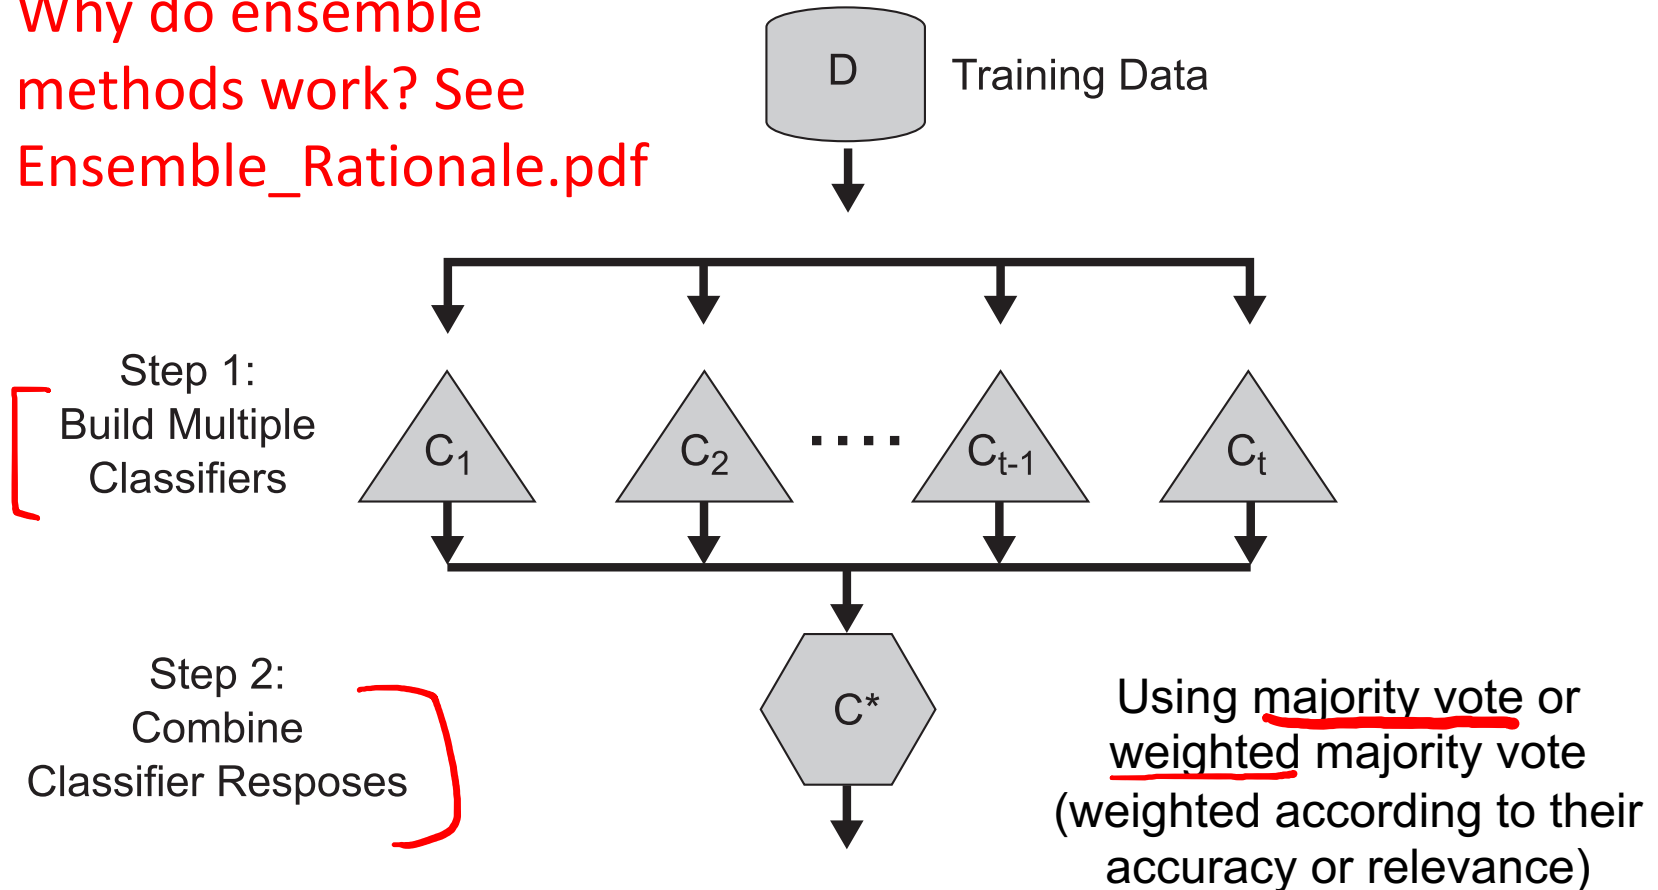 Why do ensemble
methods work? See
Ensemble_Rationale.pdf
D
Training Data
Step 1:
Build Multiple
Classifiers
C1
C2
....
Ct-1
Ct
Step 2:
Combine
Classifier Resposes
C*
Using majority vote or
weighted majority vote
(weighted according to their
accuracy or relevance)